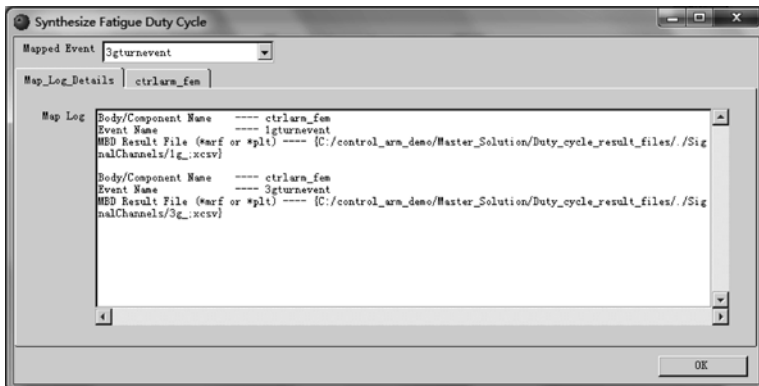 Synthesize Fatigue Duty Cycle
Mapped Event 3gturnevent
Map_Log_Details ctrlarm_fem
Map Log
Body/Component Name ---- ctrlarm_fem
Event Name ---- 1gturnevent
MBD Result File (*mrf or *plt) ---- {C:/control_arm_demo/Master_Solution/Duty_cycle_result_files/./Sig
nalChannels/1g_;xcsv}
Body/Component Name ---- ctrlarm_fem
Event Name ---- 3gturnevent
MBD Result File (*mrf or *plt) ---- {C:/control_arm_demo/Master_Solution/Duty_cycle_result_files/./Sig
nalChannels/3g_;xcsv}
OK